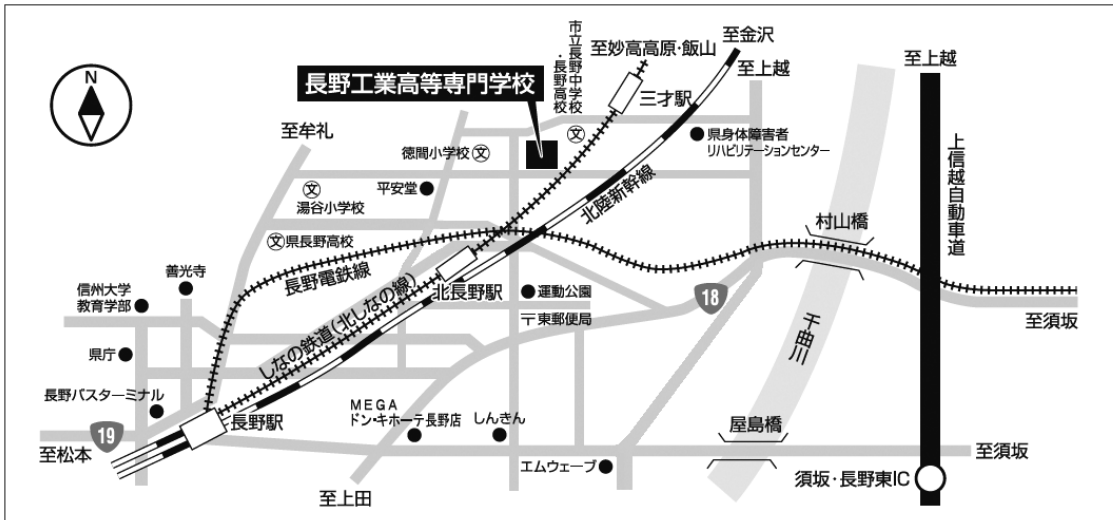 N
長野工業高等専門学校
市立長野中学校
・長野高校
至妙高高原・飯山
至金沢
至上越
至上越
三才駅
県身体障害者
リハビリテーションセンター
至牟礼
徳間小学校
文
文
平安堂
文
湯谷小学校
文
県長野高校
北陸新幹線
上信越自動車道
村山橋
善光寺
信州大学
教育学部
長野電鉄線
しなの鉄道(北しなの線)
北長野駅
運動公園
〒東郵便局
18
千曲川
至須坂
県庁
長野バスターミナル
長野駅
19
至松本
MEGA
ドン・キホーテ長野店
しんきん
エムウェーブ
屋島橋
至須坂
須坂・長野東IC
至上田